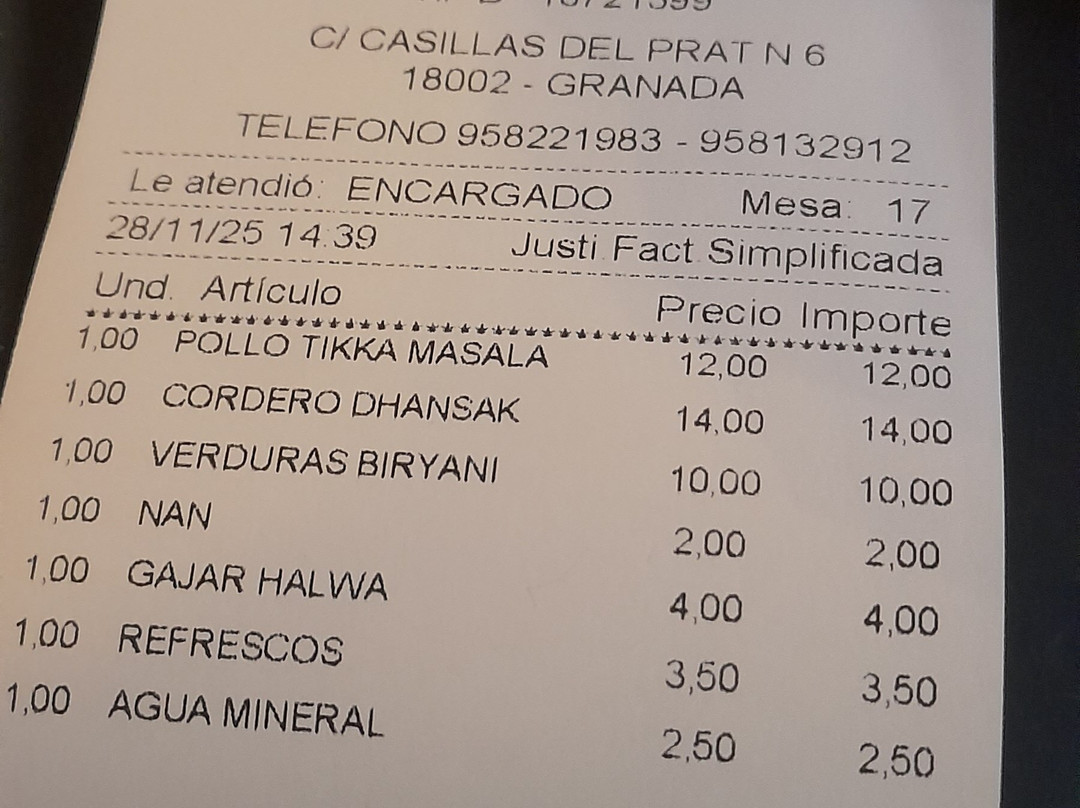 C/ CASILLAS DEL PRAT N 6
18002 - GRANADA
TELEFONO 958221983 - 958132912
Le atendió: ENCARGADO Mesa: 17
28/11/25 14:39 Justi.Fact.Simplificada
Und. Artículo Precio Importe
1,00 POLLO TIKKA MASALA 12,00 12,00
1,00 CORDERO DHANSAK 14,00 14,00
1,00 VERDURAS BIRYANI 10,00 10,00
1,00 NAN 2,00 2,00
1,00 GAJAR HALWA 4,00 4,00
1,00 REFRESCOS 3,50 3,50
1,00 AGUA MINERAL 2,50 2,50